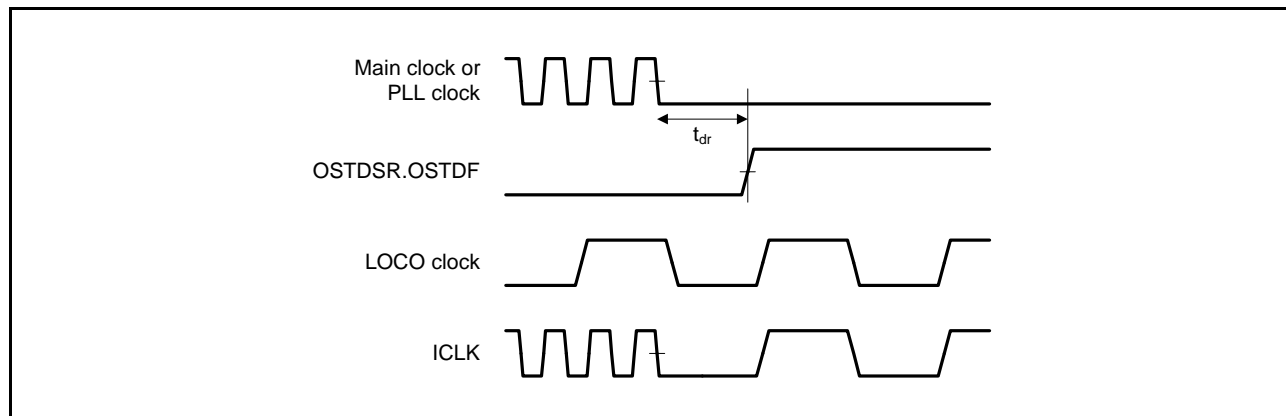 Main clock or
PLL clock
tdr
OSTDSR.OSTDF
LOCO clock
ICLK